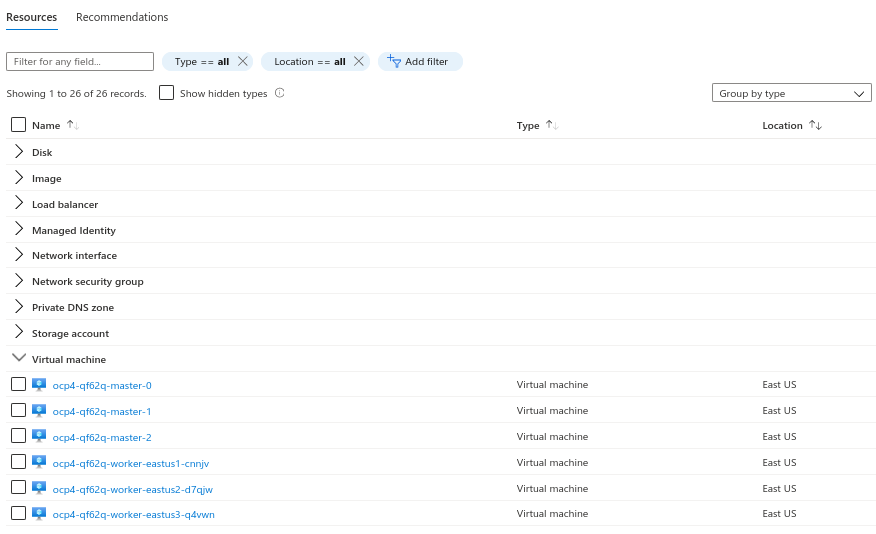 Resources Recommendations
Filter for any field... Type == all Location == all Add filter
Showing 1 to 26 of 26 records. Show hidden types Group by type
Name Type Location
Disk
Image
Load balancer
Managed Identity
Network interface
Network security group
Private DNS zone
Storage account
Virtual machine
ocp4-qf62q-master-0 Virtual machine East US
ocp4-qf62q-master-1 Virtual machine East US
ocp4-qf62q-master-2 Virtual machine East US
ocp4-qf62q-worker-eastus1-cnnjv Virtual machine East US
ocp4-qf62q-worker-eastus2-d7qjw Virtual machine East US
ocp4-qf62q-worker-eastus3-q4vwn Virtual machine East US